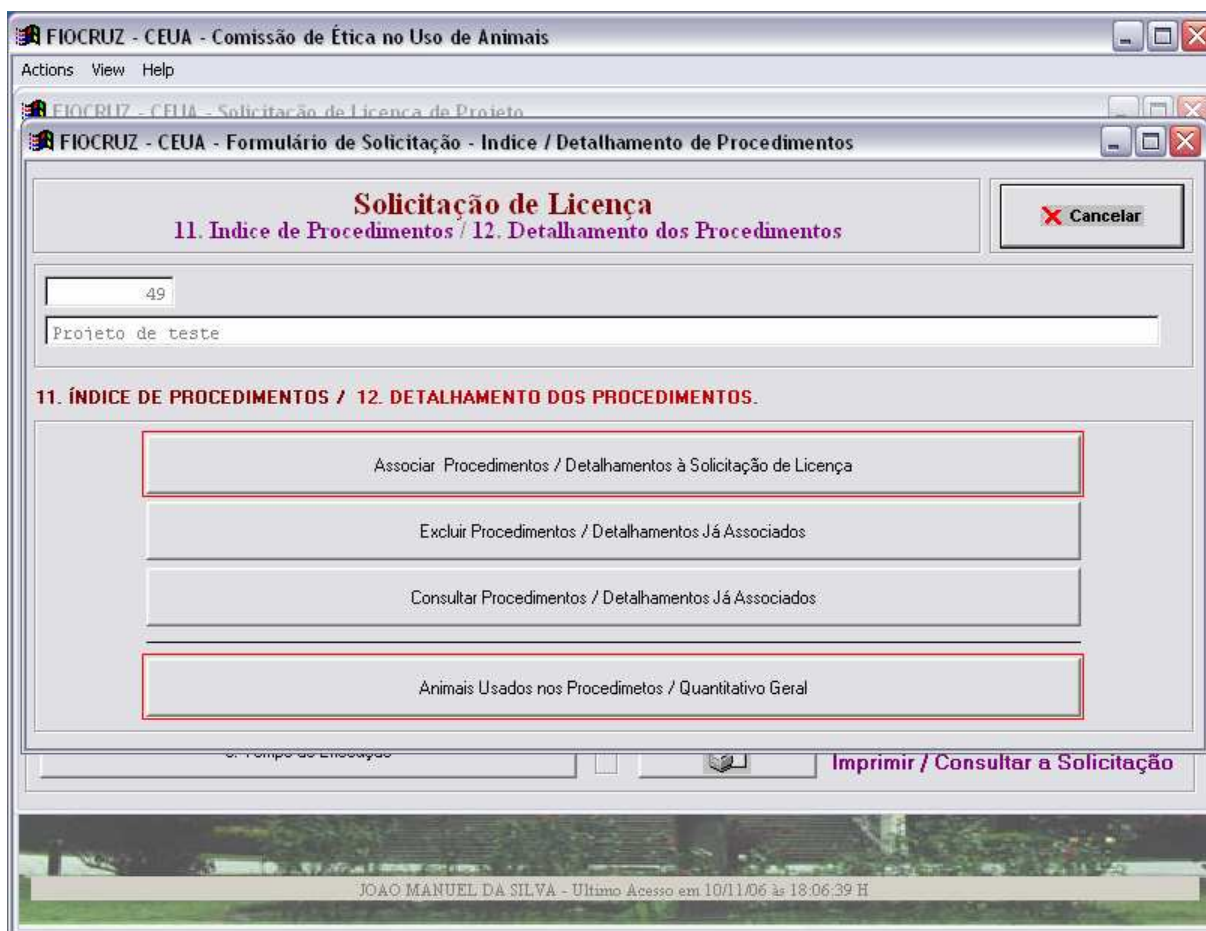 FIOCRUZ - CEUA - Comissão de Ética no Uso de Animais
Actions View Help
FIOCRUZ - CEUA - Solicitação de Licença de Projeto
FIOCRUZ - CEUA - Formulário de Solicitação - Indice / Detalhamento de Procedimentos
Solicitação de Licença
11. Indice de Procedimentos / 12. Detalhamento dos Procedimentos
Cancelar
49
Projeto de teste
11. ÍNDICE DE PROCEDIMENTOS / 12. DETALHAMENTO DOS PROCEDIMENTOS.
Associar Procedimentos / Detalhamentos à Solicitação de Licença
Excluir Procedimentos / Detalhamentos Já Associados
Consultar Procedimentos / Detalhamentos Já Associados
Animais Usados nos Procedimetos / Quantitativo Geral
Tempo de Execução
Imprimir / Consultar a Solicitação
JOAO MANUEL DA SILVA - Ultimo Acesso em 10/11/06 às 18:06:39 H